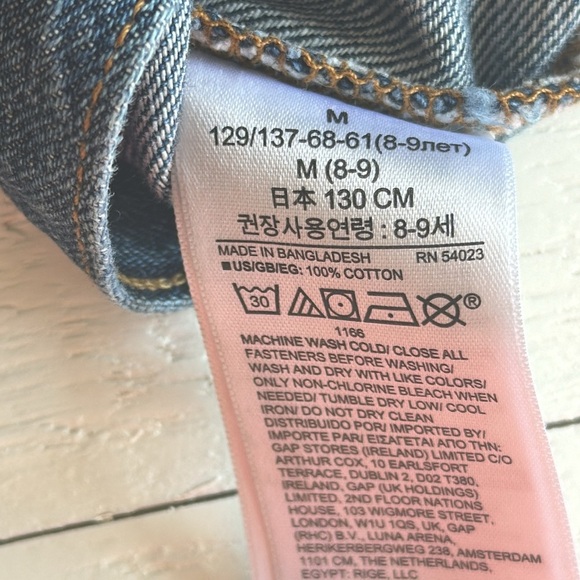 M
129/137-68-61(8-9лет)
M (8-9)
日本 130 CM
권장사용연령 : 8-9세
MADE IN BANGLADESH RN 54023
■US/GB/EG: 100% COTTON
30 ®
1166
MACHINE WASH COLD/ CLOSE ALL
FASTENERS BEFORE WASHING/
WASH AND DRY WITH LIKE COLORS/
ONLY NON-CHLORINE BLEACH WHEN
NEEDED/ TUMBLE DRY LOW/ COOL
IRON/ DO NOT DRY CLEAN
DISTRIBUIDO POR/ IMPORTED BY/
IMPORTE PAR/ ΕΙΣΑΓΕΤΑΙ ΑΠΟ ΤΗΝ:
GAP STORES (IRELAND) LIMITED C/O
ARTHUR COX, 10 EARLSFORT
TERRACE, DUBLIN 2, D02 T380,
IRELAND, GAP (UK HOLDINGS)
LIMITED, 2ND FLOOR NATIONS
HOUSE, 103 WIGMORE STREET,
LONDON, W1U 1QS, UK, GAP
(RHC) B.V., LUNA ARENA,
HERIKERBERGWEG 238, AMSTERDAM
1101 CM, THE NETHERLANDS
EGYPT: RIGE, LLC